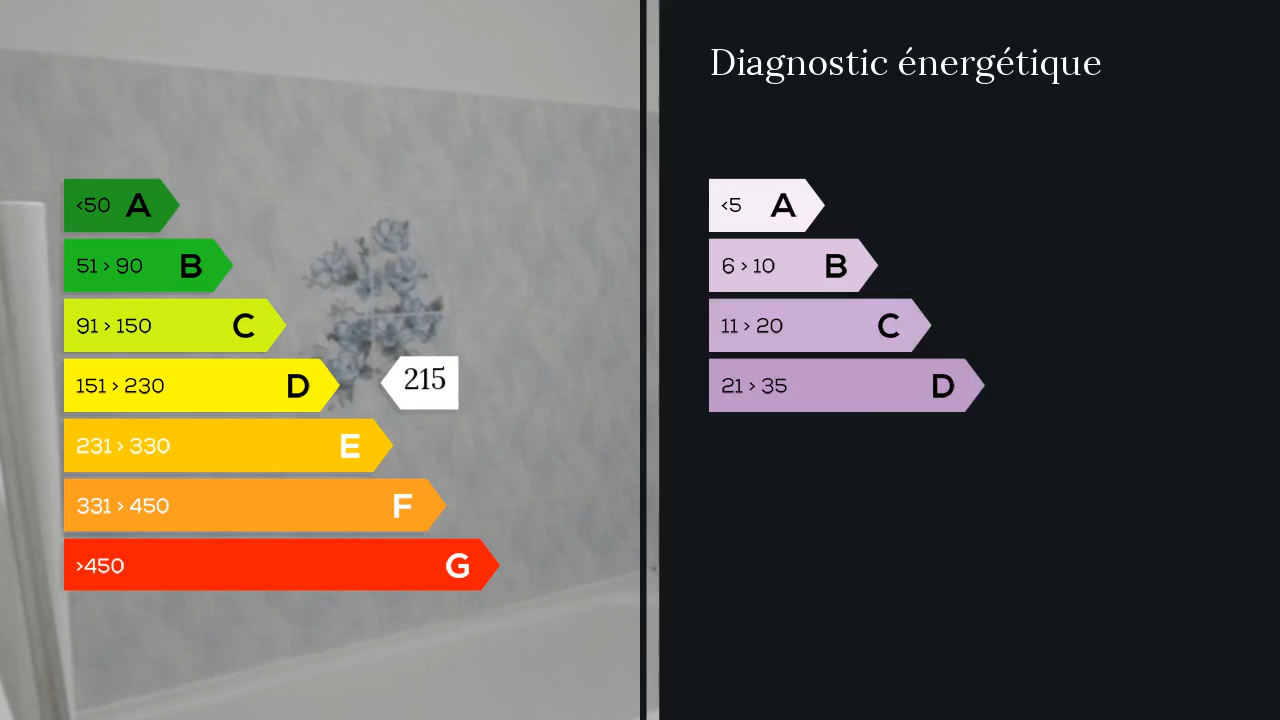 Diagnostic énergétique
<50 A
51 > 90 B
91 > 150 C
151 > 230 D
215
231 > 330 E
331 > 450 F
>450 G
<5 A
6 > 10 B
11 > 20 C
21 > 35 D